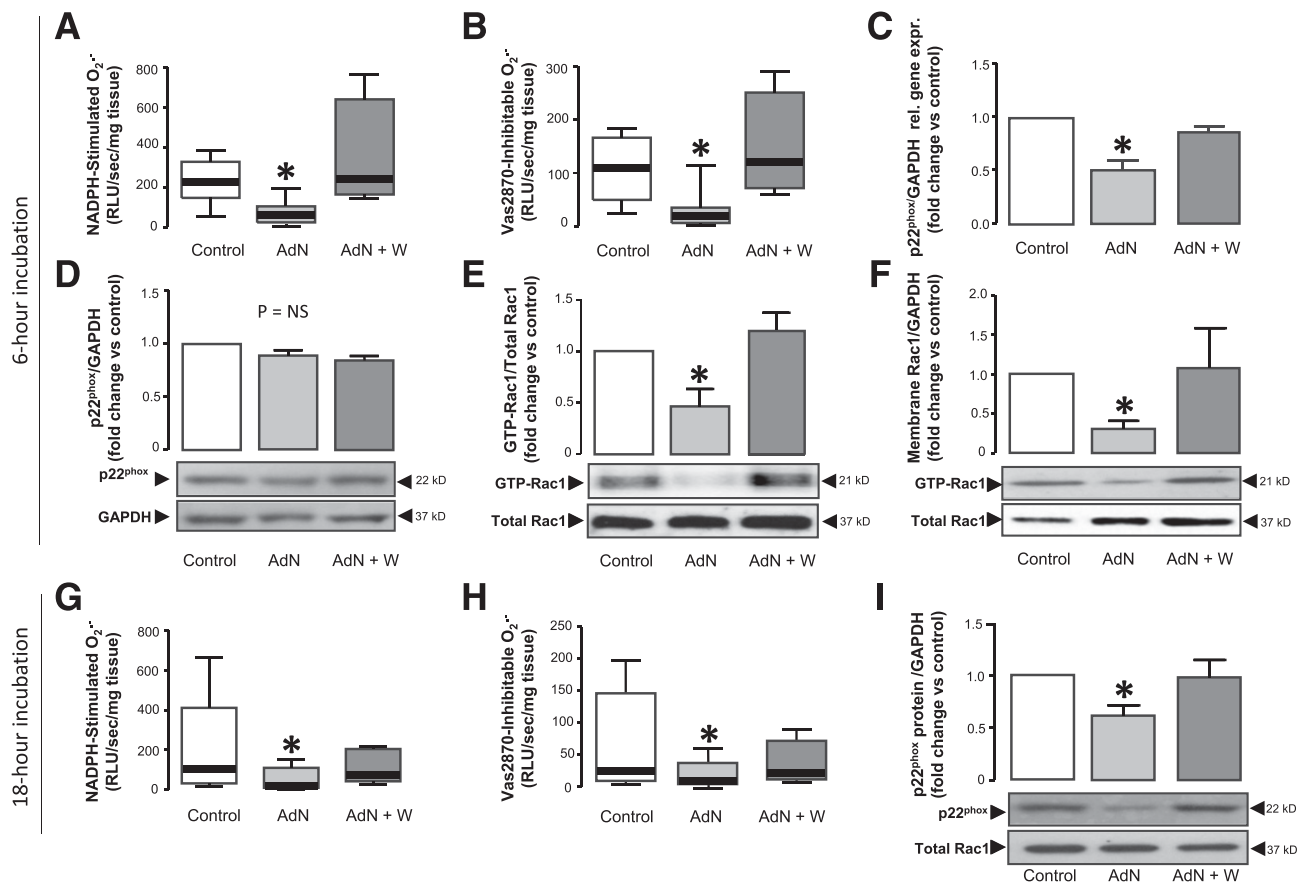 6-hour incubation
A
NADPH-Stimulated O₂·-
(RLU/sec/mg tissue)
800
600
400
200
0
*
Control AdN AdN + W
B
Vas2870-Inhibitable O₂·-
(RLU/sec/mg tissue)
300
200
100
0
*
Control AdN AdN + W
C
p22phox/GAPDH rel. gene expr.
(fold change vs control)
1.5
1.0
0.5
0.0
*
Control AdN AdN + W
D
p22phox/GAPDH
(fold change vs control)
1.5
1.0
0.5
0
P = NS
p22phox 22 kD
GAPDH 37 kD
Control AdN AdN + W
E
GTP-Rac1/Total Rac1
(fold change vs control)
1.5
1.0
0.5
0
*
GTP-Rac1 21 kD
Total Rac1 37 kD
Control AdN AdN + W
F
Membrane Rac1/GAPDH
(fold change vs control)
2.0
1.5
1.0
0.5
0
*
GTP-Rac1 21 kD
Total Rac1 37 kD
Control AdN AdN + W
18-hour incubation
G
NADPH-Stimulated O₂·-
(RLU/sec/mg tissue)
800
600
400
200
0
*
Control AdN AdN + W
H
Vas2870-Inhibitable O₂·-
(RLU/sec/mg tissue)
250
200
150
100
50
0
*
Control AdN AdN + W
I
p22phox protein /GAPDH
(fold change vs control)
1.5
1.0
0.5
0
*
p22phox 22 kD
Total Rac1 37 kD
Control AdN AdN + W